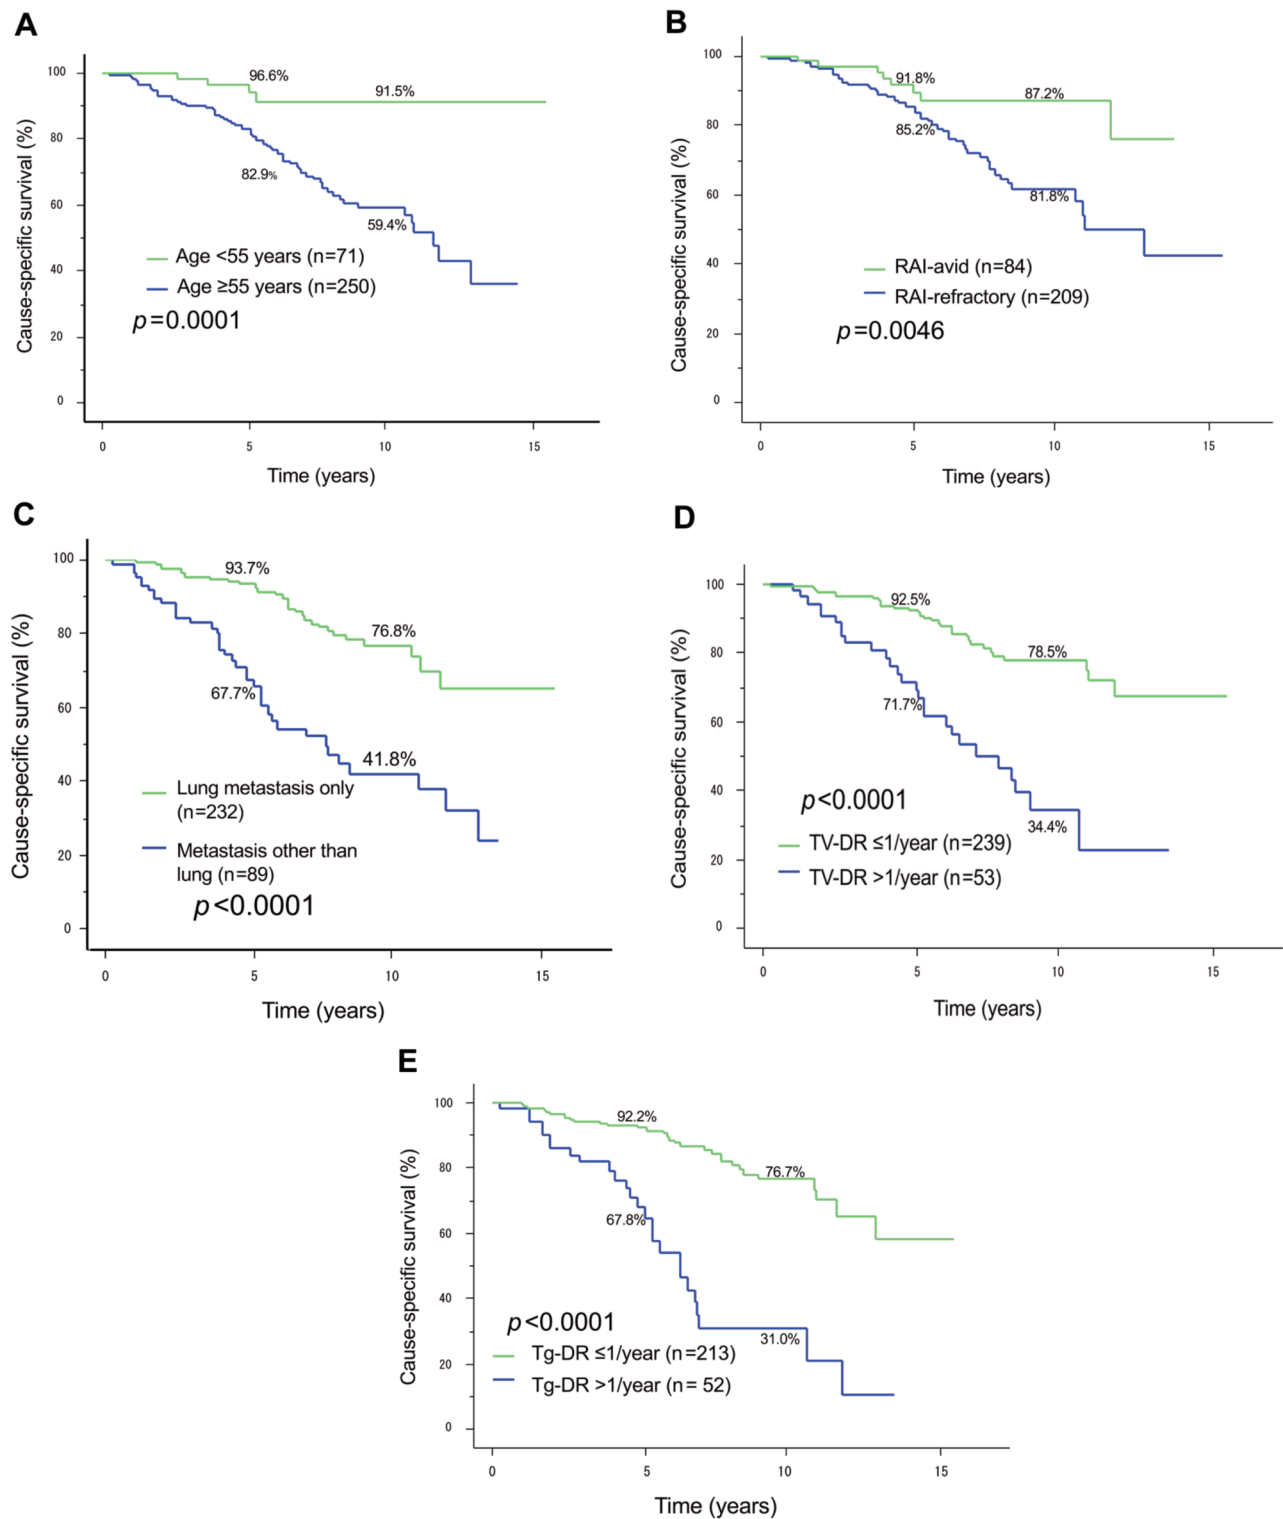 A
Cause-specific survival (%)
100
80
60
40
20
0
96.6%
91.5%
82.9%
59.4%
Age <55 years (n=71)
Age ≥55 years (n=250)
p=0.0001
0 5 10 15
Time (years)
B
Cause-specific survival (%)
100
80
60
40
20
0
91.8%
87.2%
85.2%
81.8%
RAI-avid (n=84)
RAI-refractory (n=209)
p=0.0046
0 5 10 15
Time (years)
C
Cause-specific survival (%)
100
80
60
40
20
0
93.7%
76.8%
67.7%
41.8%
Lung metastasis only
(n=232)
Metastasis other than
lung (n=89)
p<0.0001
0 5 10 15
Time (years)
D
Cause-specific survival (%)
100
80
60
40
20
0
92.5%
78.5%
71.7%
34.4%
p<0.0001
TV-DR ≤1/year (n=239)
TV-DR >1/year (n=53)
0 5 10 15
Time (years)
E
Cause-specific survival (%)
100
80
60
40
20
0
92.2%
76.7%
67.8%
31.0%
p<0.0001
Tg-DR ≤1/year (n=213)
Tg-DR >1/year (n= 52)
0 5 10 15
Time (years)